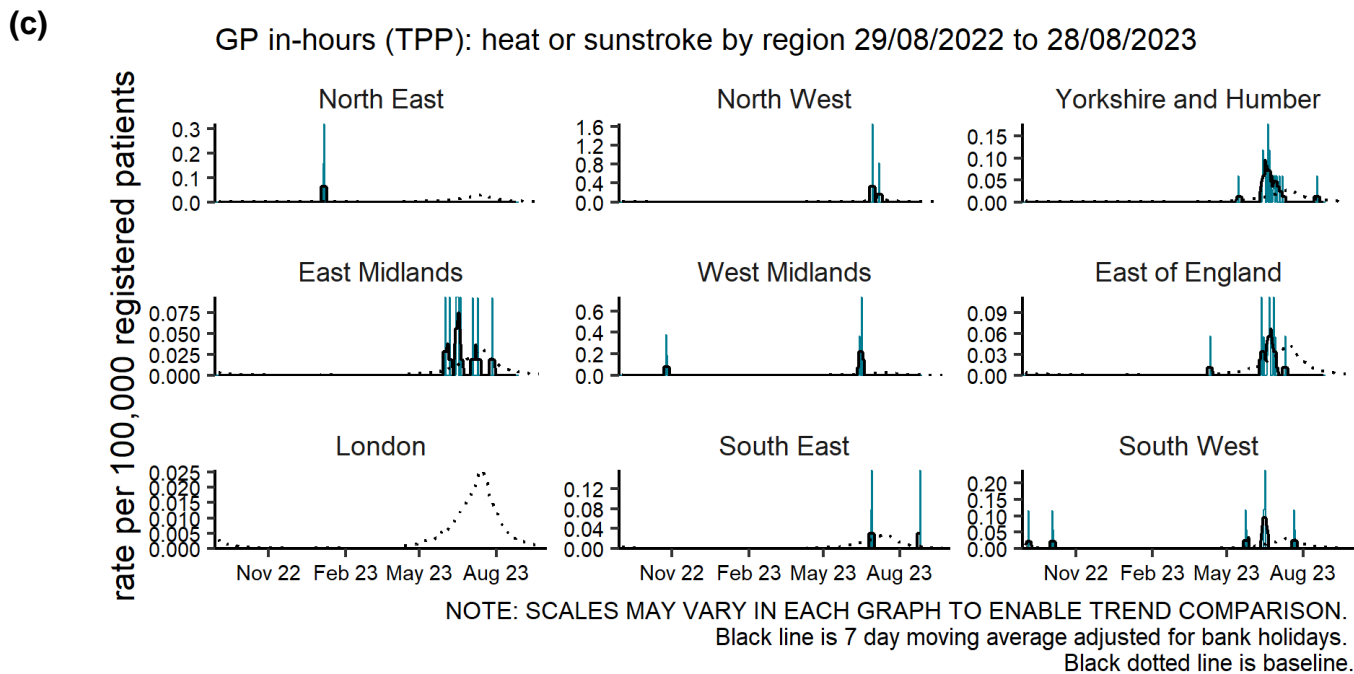 (c)
GP in-hours (TPP): heat or sunstroke by region 29/08/2022 to 28/08/2023
rate per 100,000 registered patients
North East
0.3
0.2
0.1
0.0
North West
1.6
1.2
0.8
0.4
0.0
Yorkshire and Humber
0.15
0.10
0.05
0.00
East Midlands
0.075
0.050
0.025
0.000
West Midlands
0.6
0.4
0.2
0.0
East of England
0.09
0.06
0.03
0.00
London
0.025
0.020
0.015
0.010
0.005
0.000
South East
0.12
0.08
0.04
0.00
South West
0.20
0.15
0.10
0.05
0.00
Nov 22 Feb 23 May 23 Aug 23
Nov 22 Feb 23 May 23 Aug 23
Nov 22 Feb 23 May 23 Aug 23
NOTE: SCALES MAY VARY IN EACH GRAPH TO ENABLE TREND COMPARISON.
Black line is 7 day moving average adjusted for bank holidays.
Black dotted line is baseline.